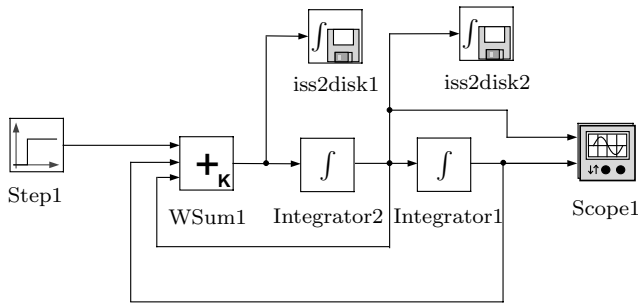 iss2disk1
iss2disk2
Step1
K
WSum1
Integrator2
Integrator1
Scope1